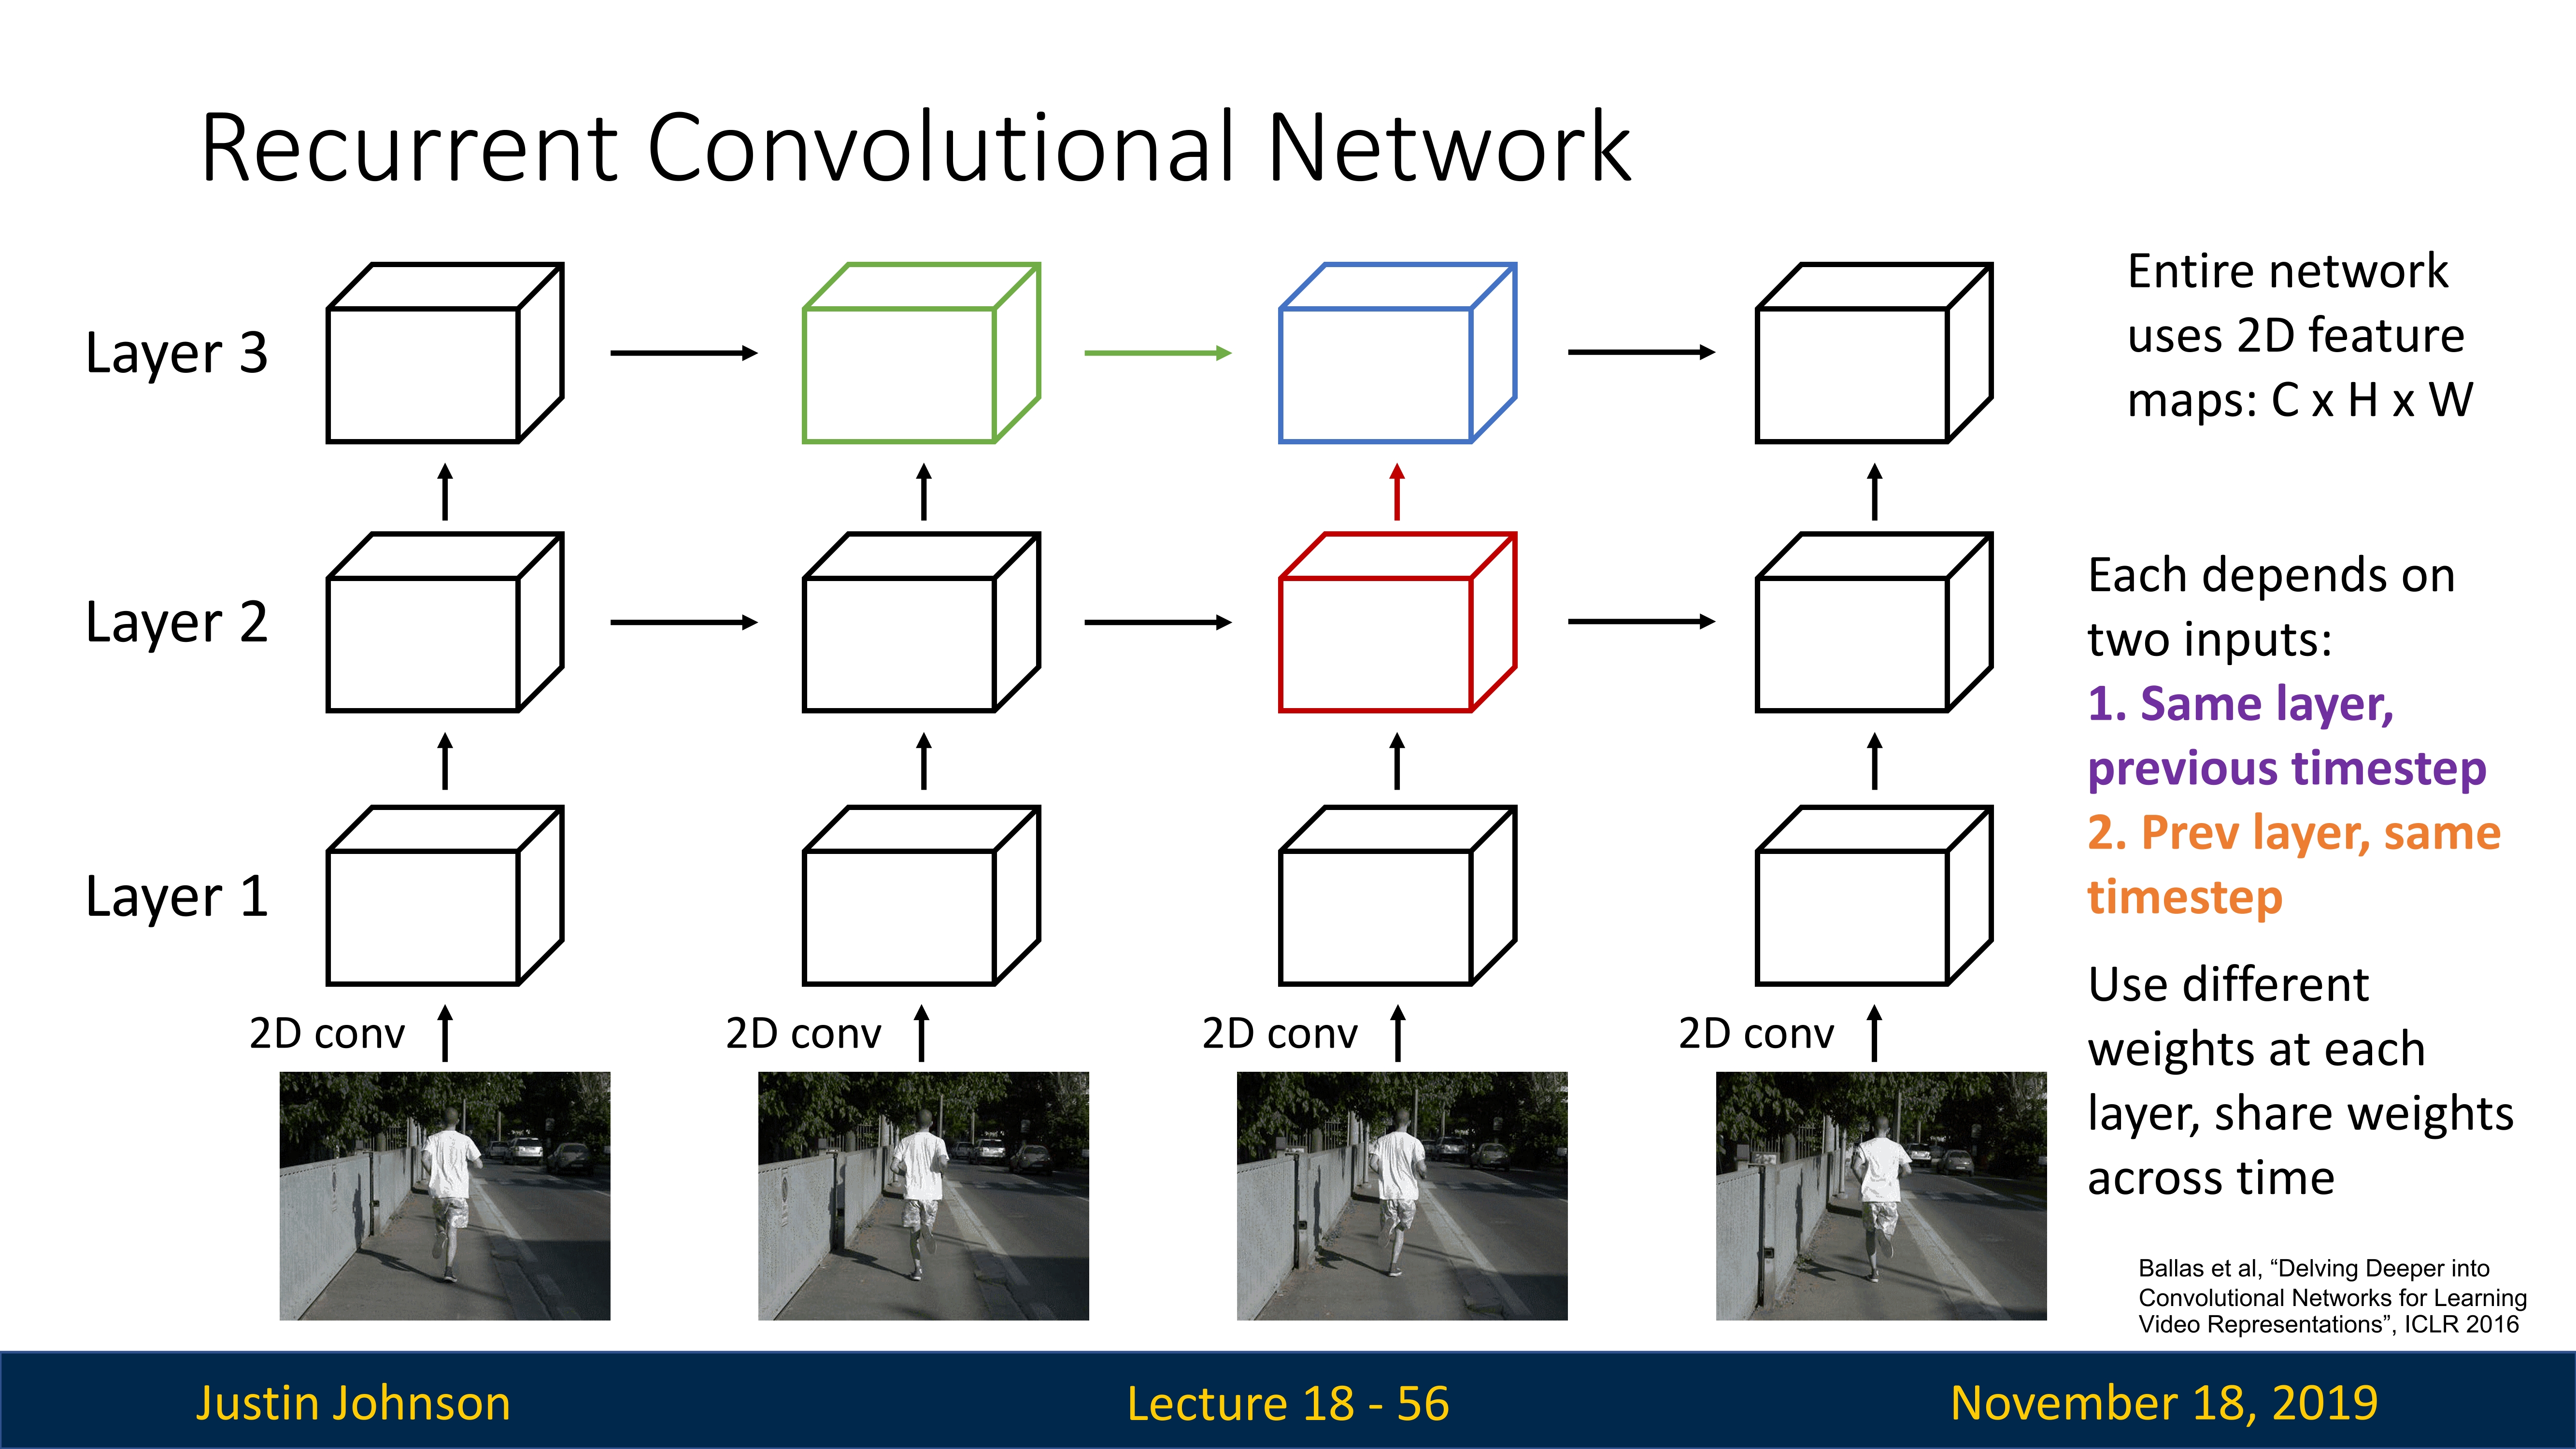 Recurrent Convolutional Network
Layer 3
Layer 2
Layer 1
2D conv
2D conv
2D conv
2D conv
Entire network
uses 2D feature
maps: C x H x W
Each depends on
two inputs:
1. Same layer,
previous timestep
2. Prev layer, same
timestep
Use different
weights at each
layer, share weights
across time
Ballas et al, “Delving Deeper into
Convolutional Networks for Learning
Video Representations”, ICLR 2016
Justin Johnson
Lecture 18 - 56
November 18, 2019